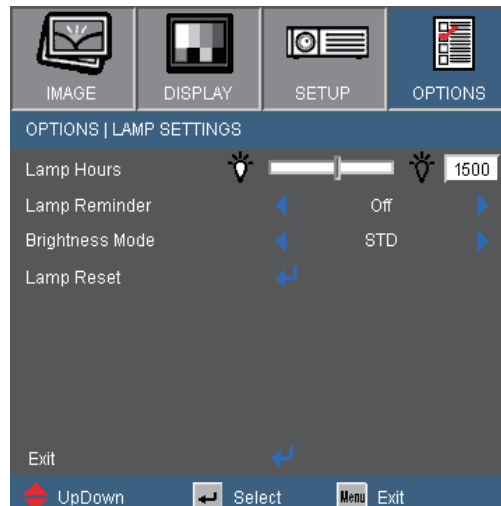 IMAGE DISPLAY SETUP OPTIONS
OPTIONS | LAMP SETTINGS
Lamp Hours 1500
Lamp Reminder Off
Brightness Mode STD
Lamp Reset
Exit
UpDown Select Menu Exit